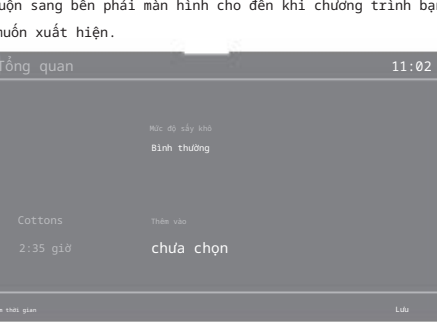 cuộn sang bên phải màn hình cho đến khi chương trình bạn
muốn xuất hiện.
Tổng quan 11:02
Mức độ sấy khô
Bình thường
Cottons Thêm vào
2:35 giờ chưa chọn
thời gian Lưu